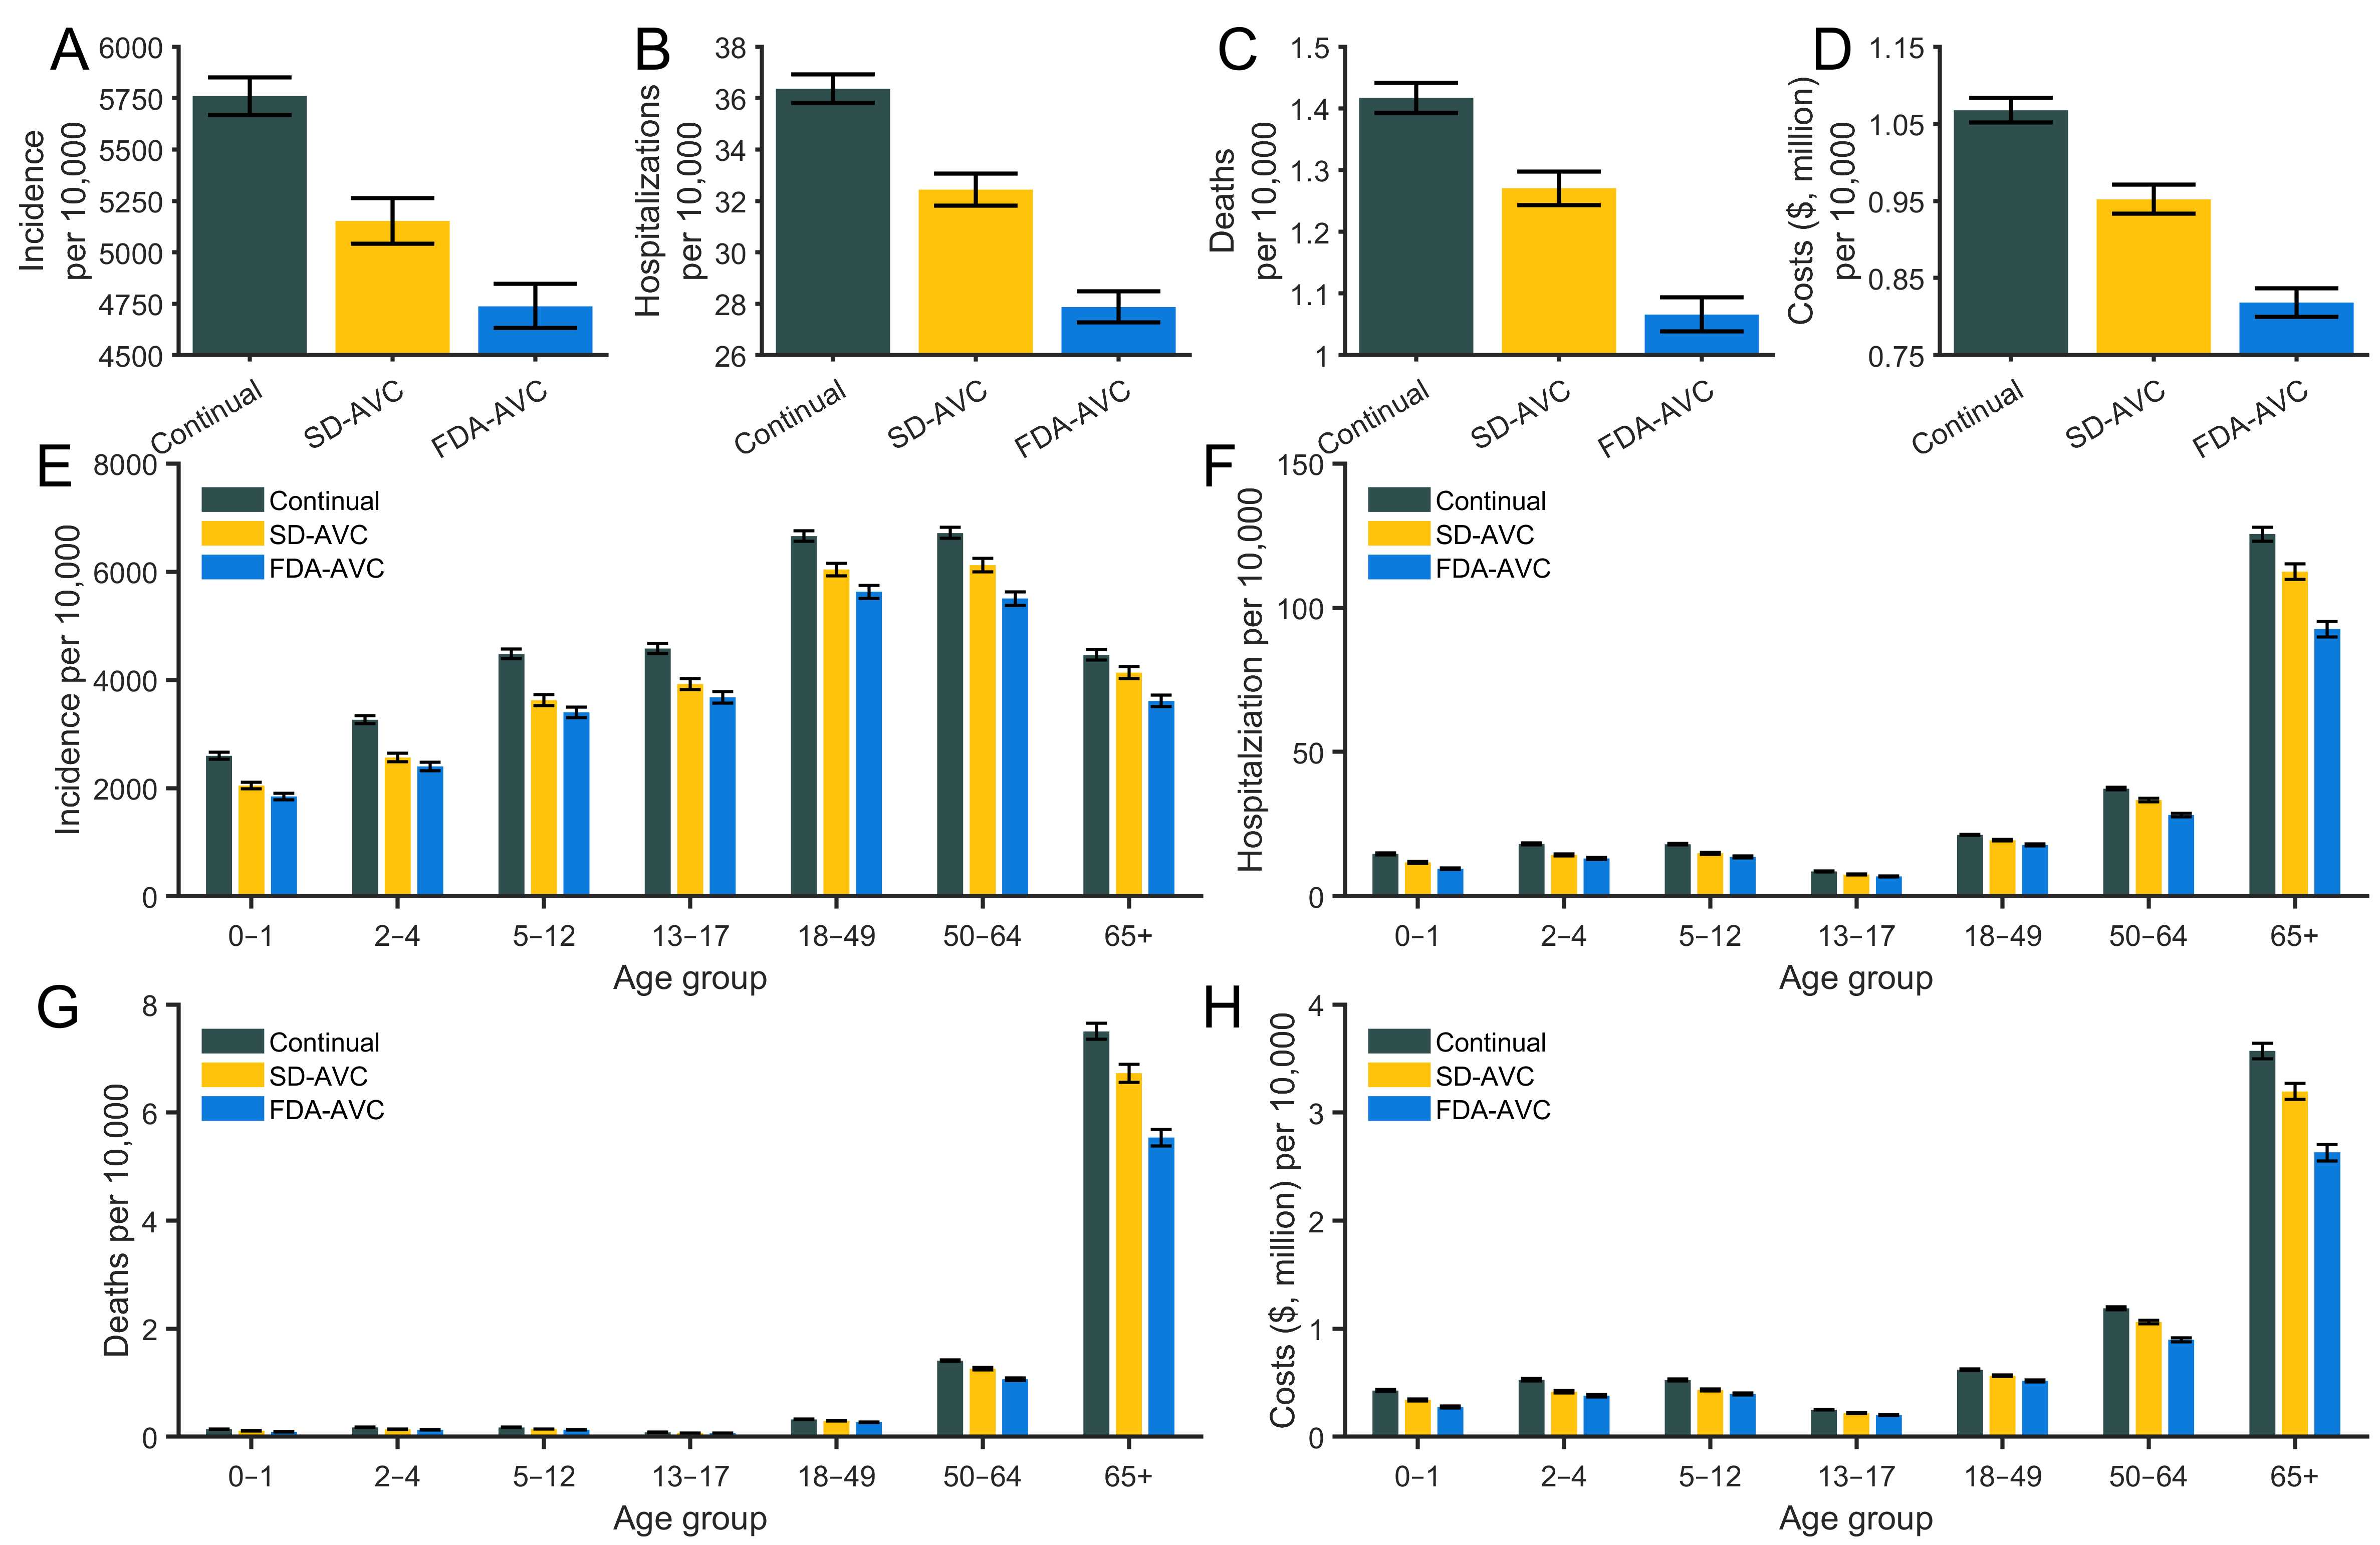 A
6000
5750
5500
5250
5000
4750
4500
Incidence
per 10,000
Continual
SD-AVC
FDA-AVC
B
38
36
34
32
30
28
26
Hospitalizations
per 10,000
Continual
SD-AVC
FDA-AVC
C
1.5
1.4
1.3
1.2
1.1
1
Deaths
per 10,000
Continual
SD-AVC
FDA-AVC
D
1.15
1.05
0.95
0.85
0.75
Costs ($, million)
per 10,000
Continual
SD-AVC
FDA-AVC
E
8000
6000
4000
2000
0
Incidence per 10,000
Continual
SD-AVC
FDA-AVC
0–1
2–4
5–12
13–17
18–49
50–64
65+
Age group
F
150
100
50
0
Hospitalziation per 10,000
Continual
SD-AVC
FDA-AVC
0–1
2–4
5–12
13–17
18–49
50–64
65+
Age group
G
8
6
4
2
0
Deaths per 10,000
Continual
SD-AVC
FDA-AVC
0–1
2–4
5–12
13–17
18–49
50–64
65+
Age group
H
4
3
2
1
0
Costs ($, million) per 10,000
Continual
SD-AVC
FDA-AVC
0–1
2–4
5–12
13–17
18–49
50–64
65+
Age group